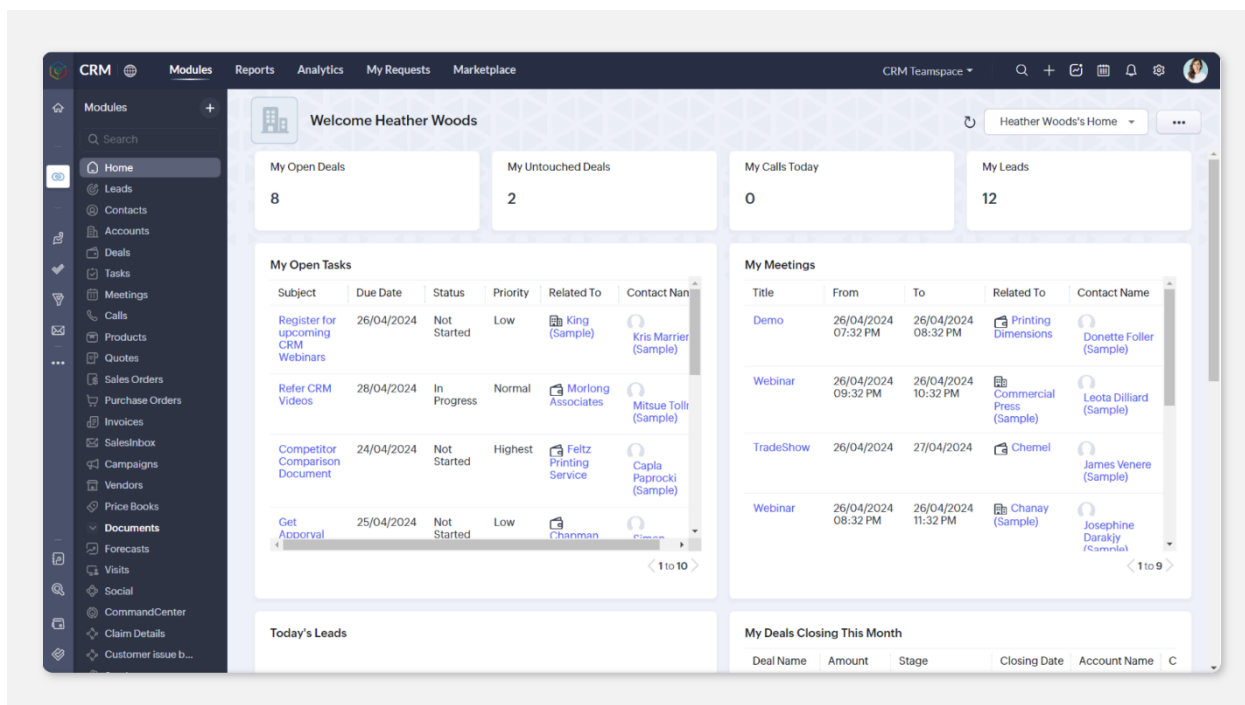 CRM
Modules
Reports
Analytics
My Requests
Marketplace
CRM Teamspace
Modules
+
Search
Home
Leads
Contacts
Accounts
Deals
Tasks
Meetings
Calls
Products
Quotes
Sales Orders
Purchase Orders
Invoices
SalesInbox
Campaigns
Vendors
Price Books
Documents
Forecasts
Visits
Social
CommandCenter
Claim Details
Customer issue b...
Welcome Heather Woods
Heather Woods's Home
My Open Deals
8
My Untouched Deals
2
My Calls Today
0
My Leads
12
My Open Tasks
Subject Due Date Status Priority Related To Contact Nan
Register for upcoming CRM Webinars 26/04/2024 Not Started Low King (Sample) Kris Marrier (Sample)
Refer CRM Videos 28/04/2024 In Progress Normal Morlong Associates Mitsue Tollr (Sample)
Competitor Comparison Document 24/04/2024 Not Started Highest Feltz Printing Service Capla Paprocki (Sample)
Get Apporval 25/04/2024 Not Started Low Chapman Simon
1 to 10
My Meetings
Title From To Related To Contact Name
Demo 26/04/2024 07:32 PM 26/04/2024 08:32 PM Printing Dimensions Donette Foller (Sample)
Webinar 26/04/2024 09:32 PM 26/04/2024 10:32 PM Commercial Press (Sample) Leota Dilliard (Sample)
TradeShow 26/04/2024 27/04/2024 Chemel James Venere (Sample)
Webinar 26/04/2024 08:32 PM 26/04/2024 11:32 PM Chanay (Sample) Josephine Darakjy (Sample)
1 to 9
Today's Leads
My Deals Closing This Month
Deal Name Amount Stage Closing Date Account Name C